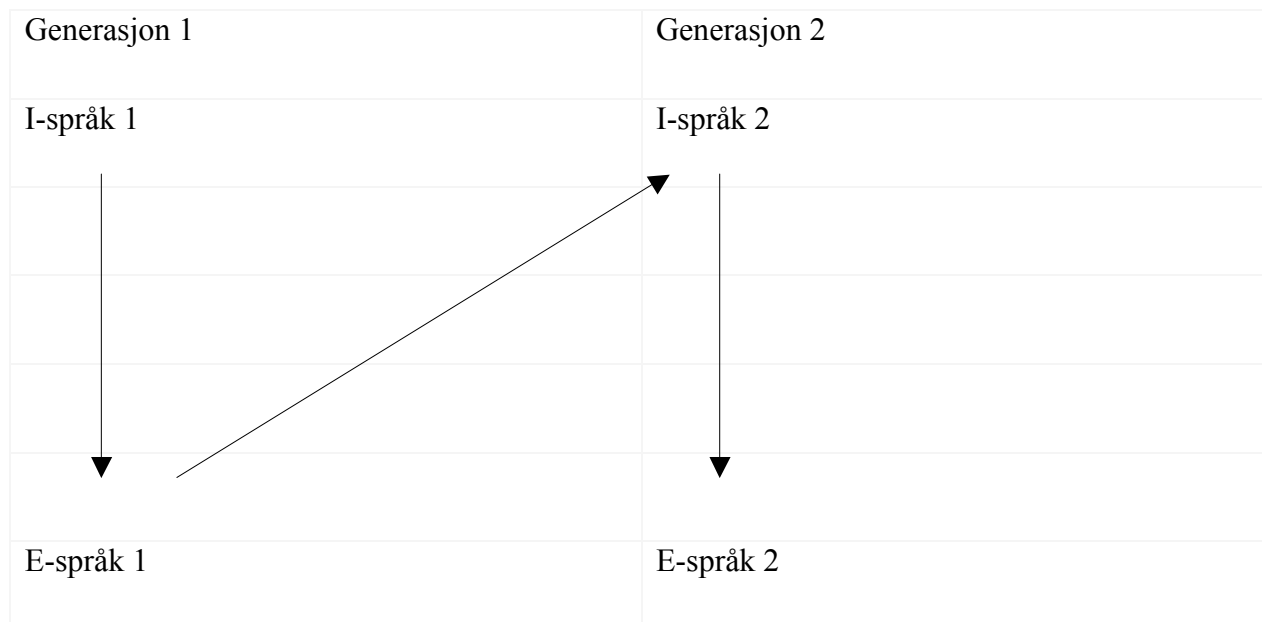 Generasjon 1
Generasjon 2
I-språk 1
I-språk 2
E-språk 1
E-språk 2